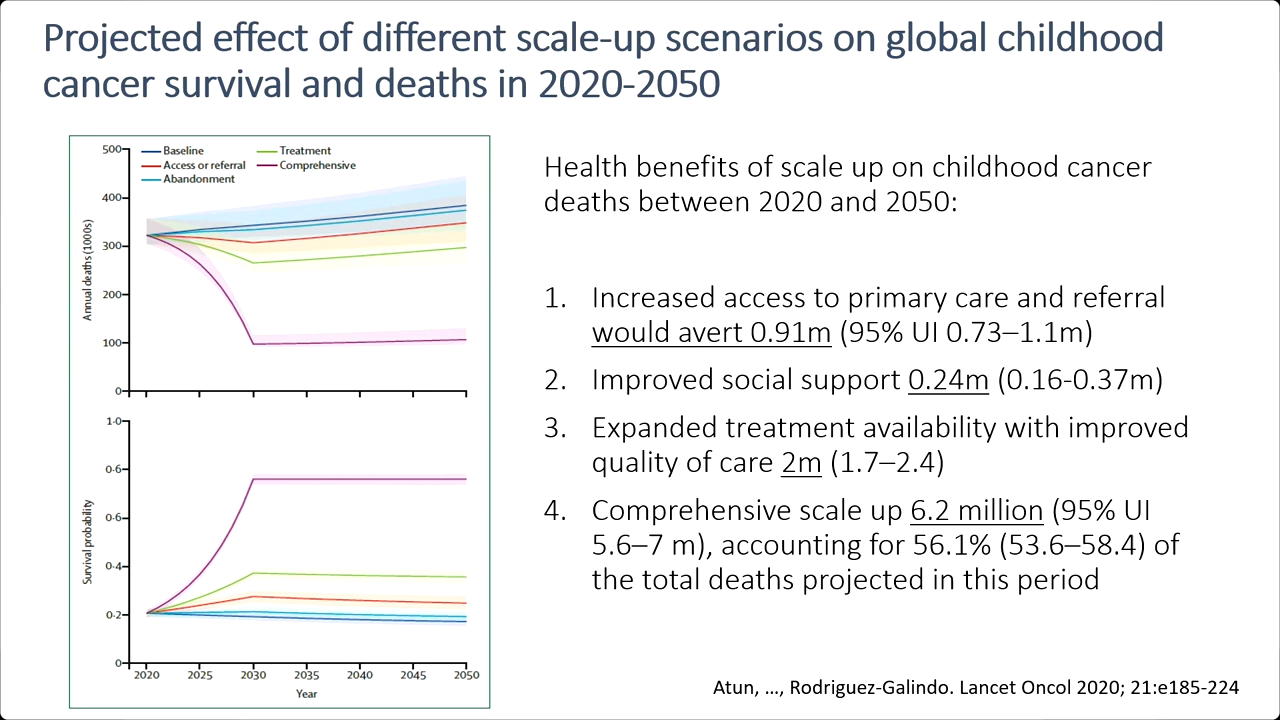 Projected effect of different scale-up scenarios on global childhood
cancer survival and deaths in 2020-2050
500
Baseline
Treatment
Access or referral
Comprehensive
Abandonment
400
300
200
100
0
Annual deaths (1000s)
1·0
0·6
0·6
0·4
0·2
0
Survival probability
2020
2025
2030
2035
2040
2045
2050
Year
Health benefits of scale up on childhood cancer
deaths between 2020 and 2050:
1. Increased access to primary care and referral
would avert 0.91m (95% UI 0.73–1.1m)
2. Improved social support 0.24m (0.16-0.37m)
3. Expanded treatment availability with improved
quality of care 2m (1.7–2.4)
4. Comprehensive scale up 6.2 million (95% UI
5.6–7 m), accounting for 56.1% (53.6–58.4) of
the total deaths projected in this period
Atun, ..., Rodriguez-Galindo. Lancet Oncol 2020; 21:e185-224